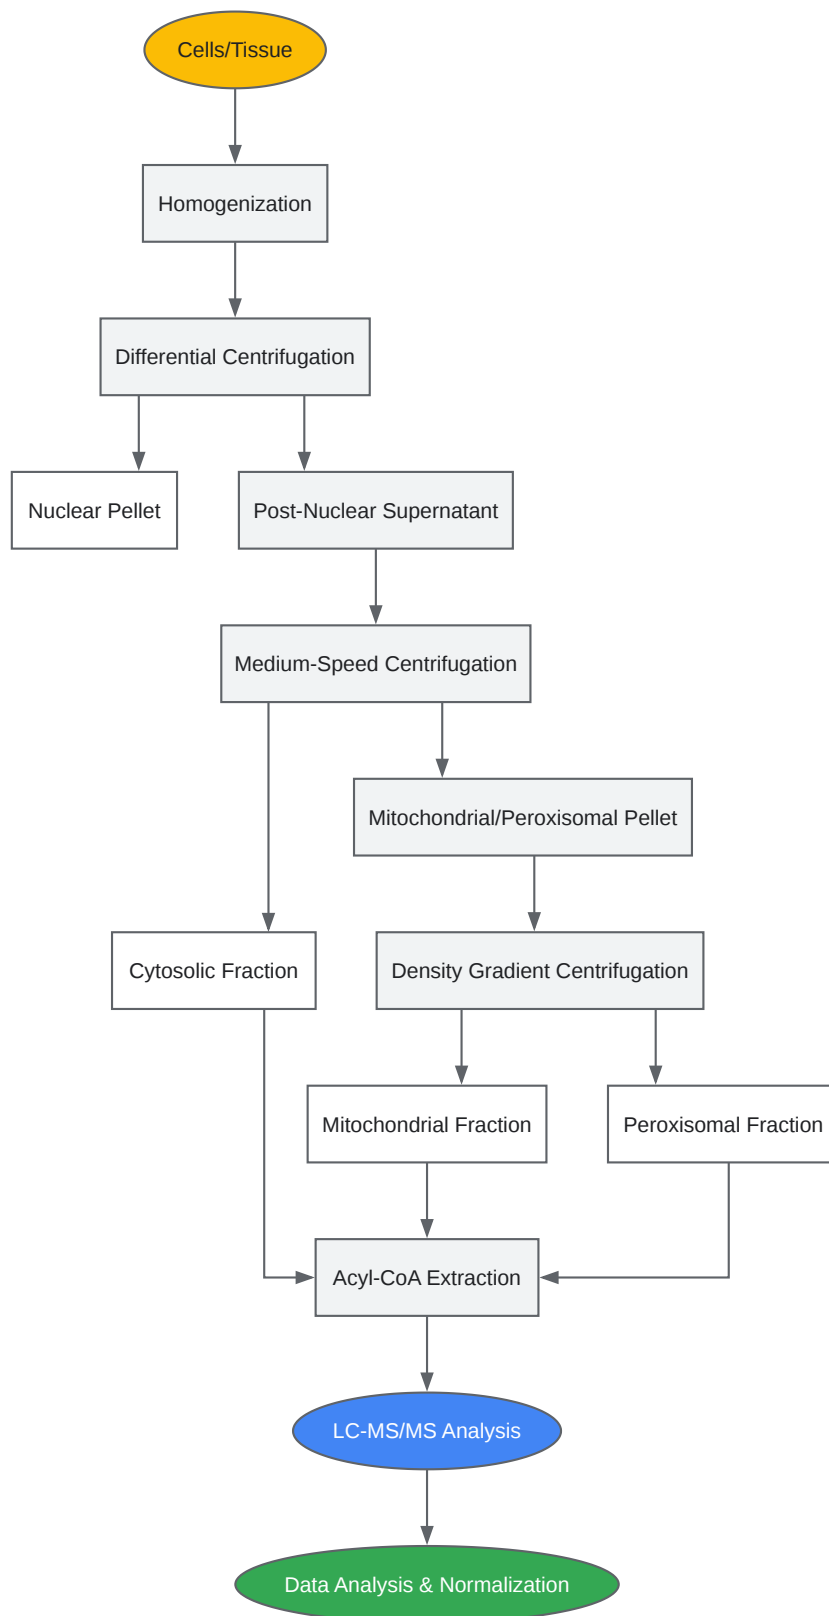 Cells/Tissue
Homogenization
Differential Centrifugation
Nuclear Pellet
Post-Nuclear Supernatant
Medium-Speed Centrifugation
Mitochondrial/Peroxisomal Pellet
Cytosolic Fraction
Density Gradient Centrifugation
Mitochondrial Fraction
Peroxisomal Fraction
Acyl-CoA Extraction
LC-MS/MS Analysis
Data Analysis & Normalization